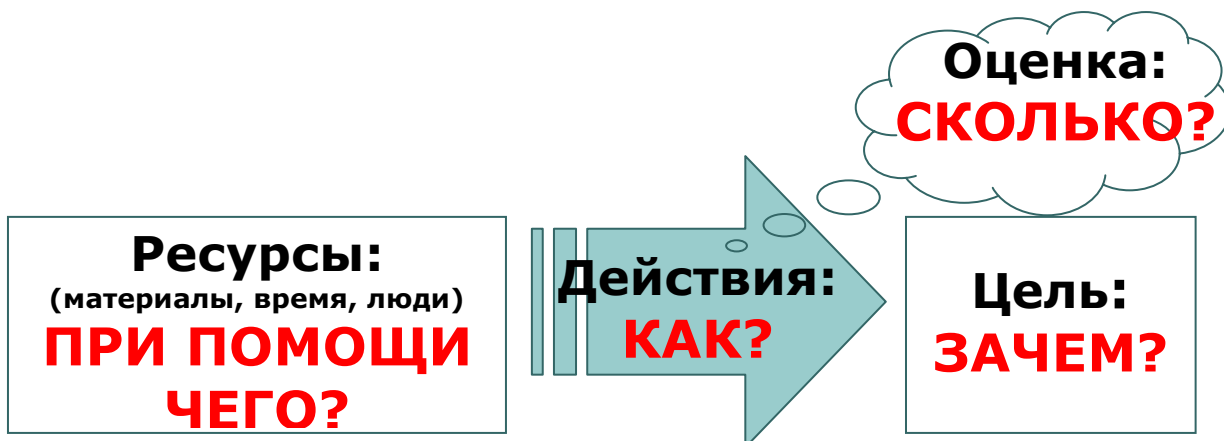 Оценка:
СКОЛЬКО?
Ресурсы:
(материалы, время, люди)
ПРИ ПОМОЩИ
ЧЕГО?
Действия:
КАК?
Цель:
ЗАЧЕМ?